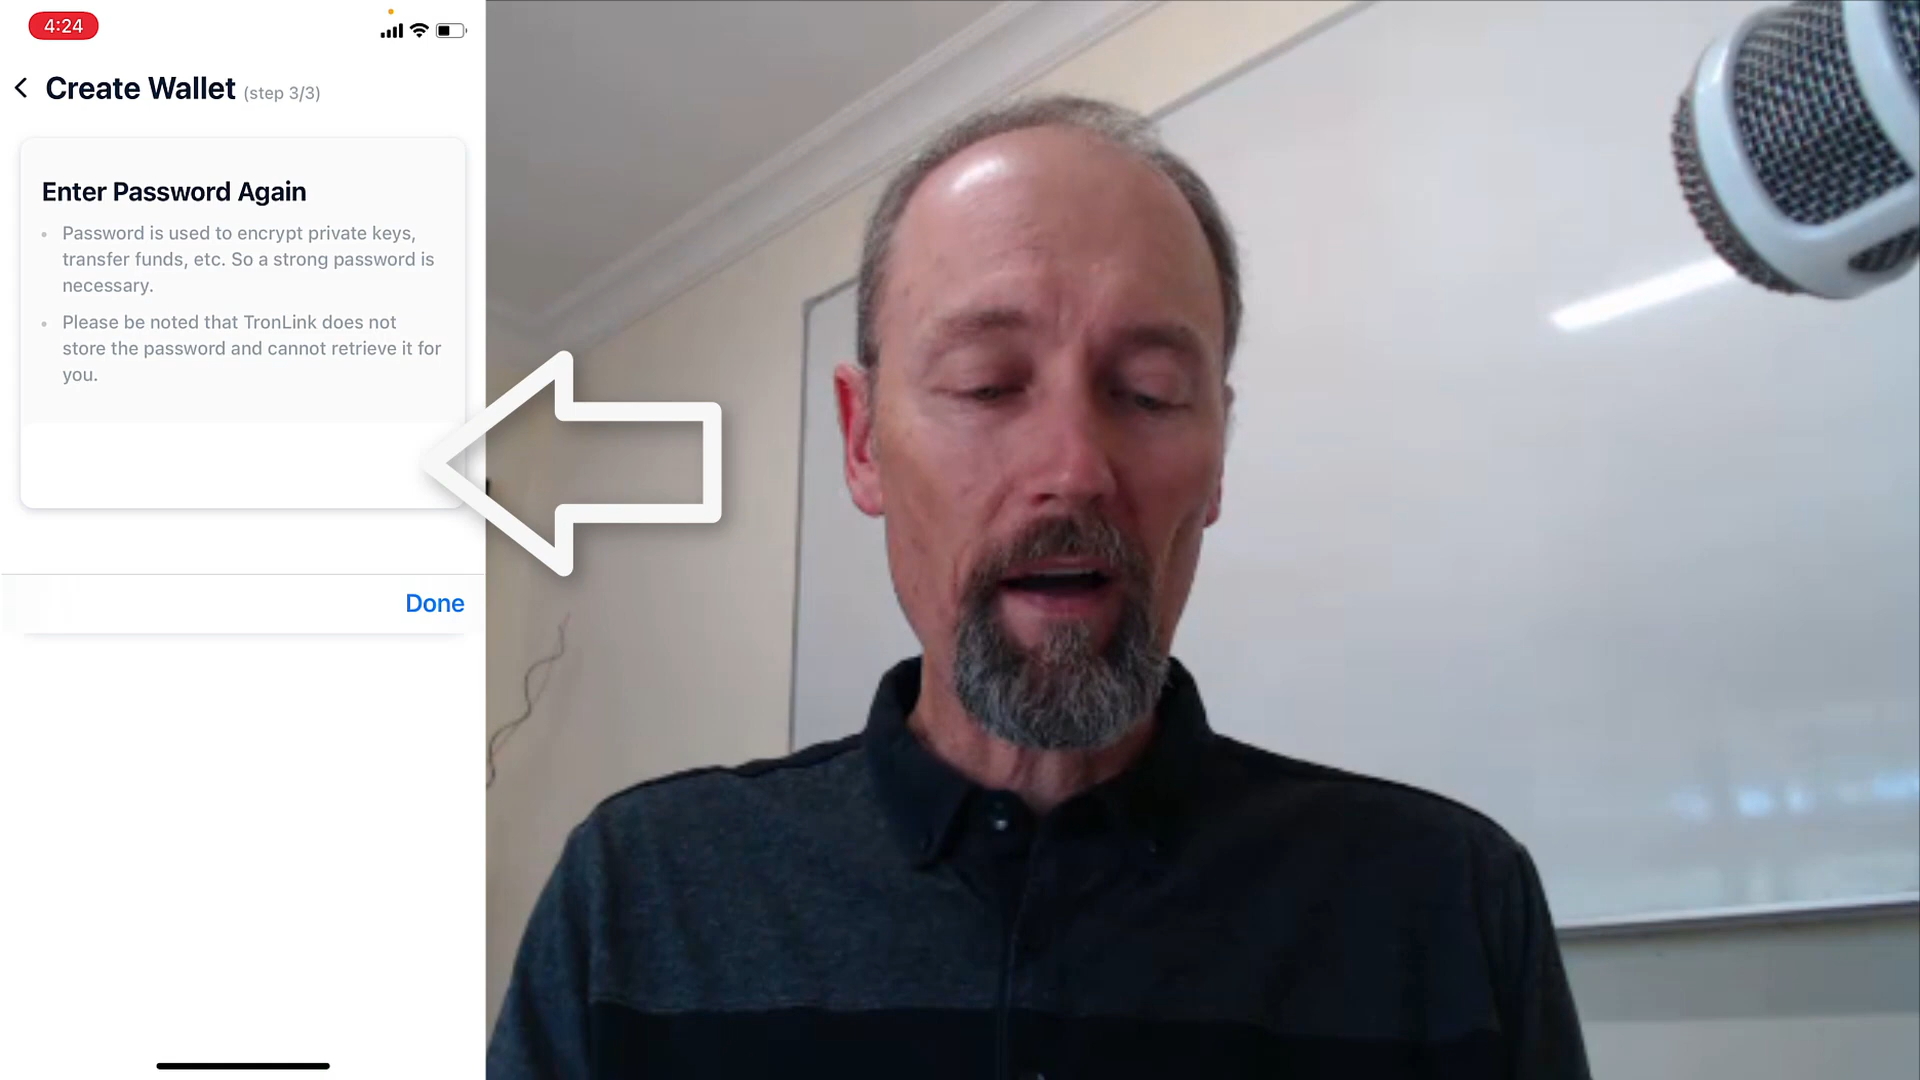 4:24
Create Wallet (step 3/3)
Enter Password Again
Password is used to encrypt private keys,
transfer funds, etc. So a strong password is
necessary.
Please be noted that TronLink does not
store the password and cannot retrieve it for
you.
Done